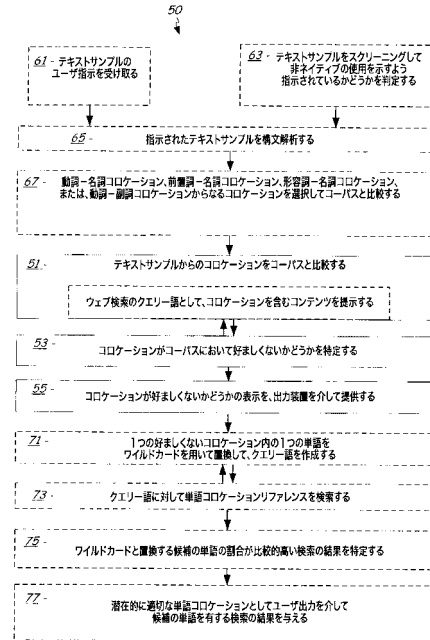 50
61 - テキストサンプルの
ユーザ指示を受け取る
63 - テキストサンプルをスクリーニングして
非ネイティブの使用を示すよう
指示されているかどうかを判定する
65 - 指示されたテキストサンプルを構文解析する
67 - 動詞－名詞コロケーション、前置詞－名詞コロケーション、形容詞－名詞コロケーション、
または、動詞－副詞コロケーションからなるコロケーションを選択してコーパスと比較する
51 - テキストサンプルからのコロケーションをコーパスと比較する
ウェブ検索のクエリー語として、コロケーションを含むコンテンツを提示する
53 - コロケーションがコーパスにおいて好ましくないかどうかを特定する
55 - コロケーションが好ましくないかどうかの表示を、出力装置を介して提供する
71 - 1つの好ましくないコロケーション内の1つの単語を
ワイルドカードを用いて置換して、クエリー語を作成する
73 - クエリー語に対して単語コロケーションリファレンスを検索する
75 - ワイルドカードと置換する候補の単語の割合が比較的高い検索の結果を特定する
77 - 潜在的に適切な単語コロケーションとしてユーザ出力を介して
候補の単語を有する検索の結果を与える